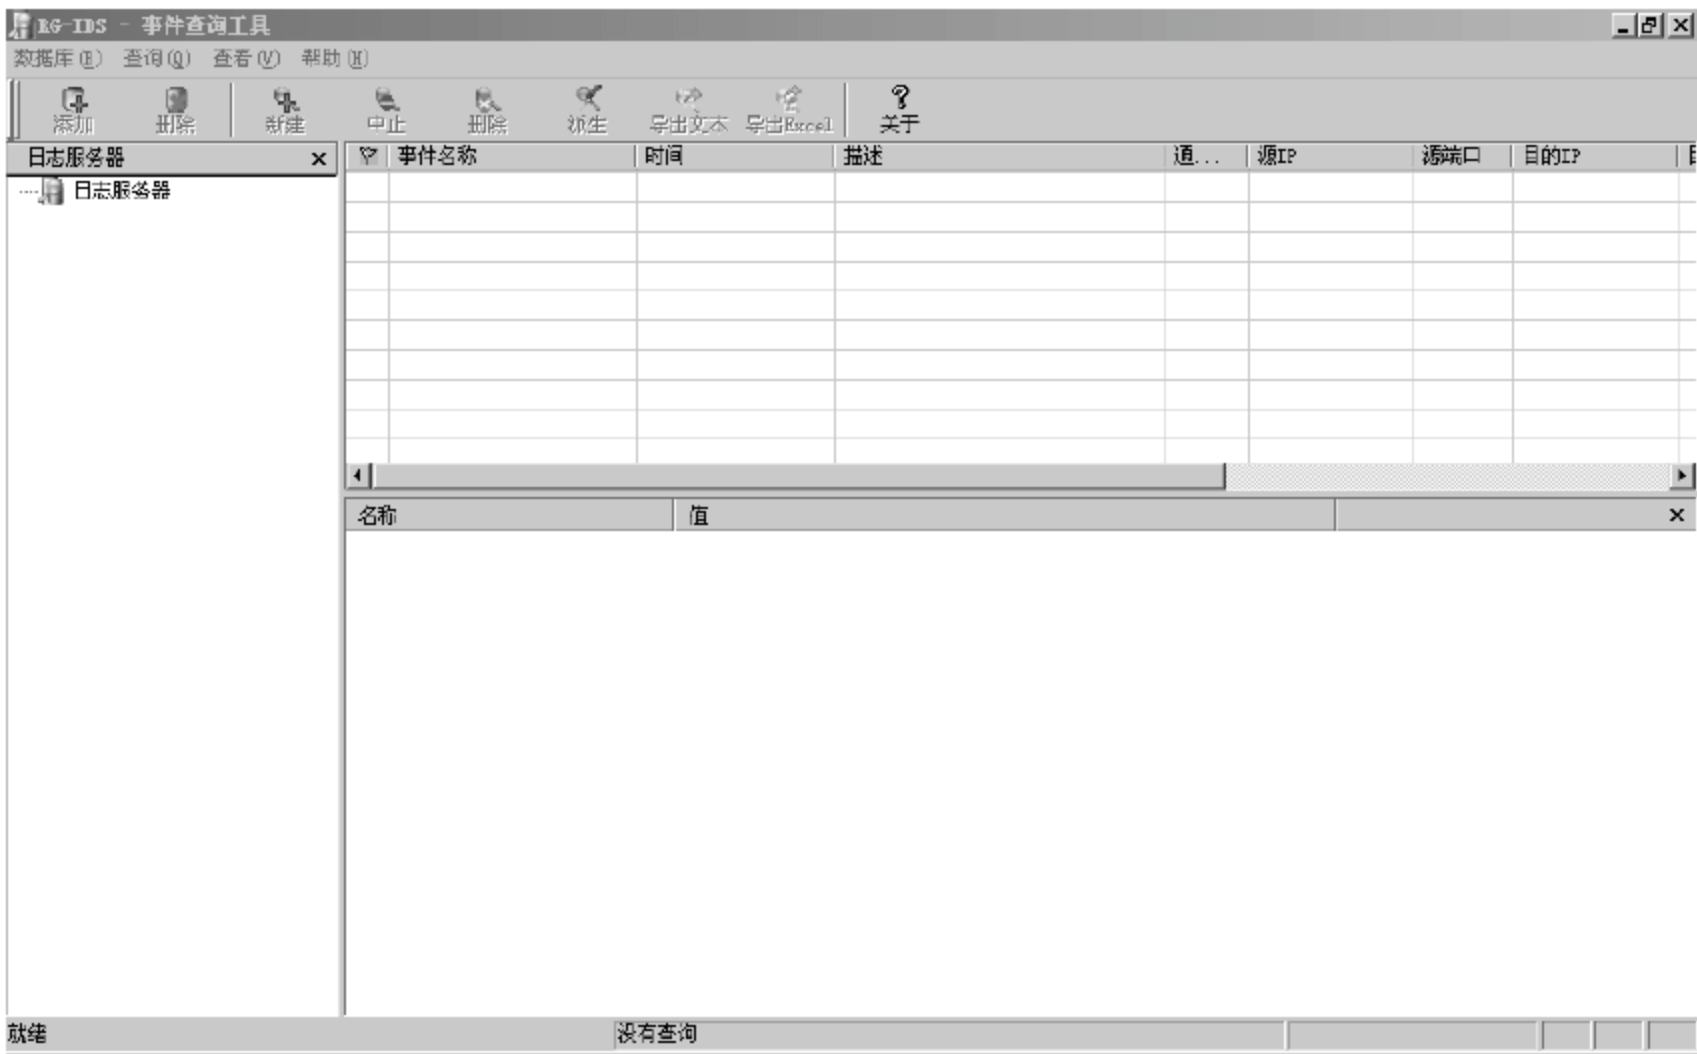 RG-IDS - 事件查询工具
数据库(B) 查询(Q) 查看(V) 帮助(H)
添加 删除 新建 中止 删除 派生 导出文本 导出Excel 关于
日志服务器 事件名称 时间 描述 通... 源IP 源端口 目的IP
日志服务器
名称 值
就绪 没有查询